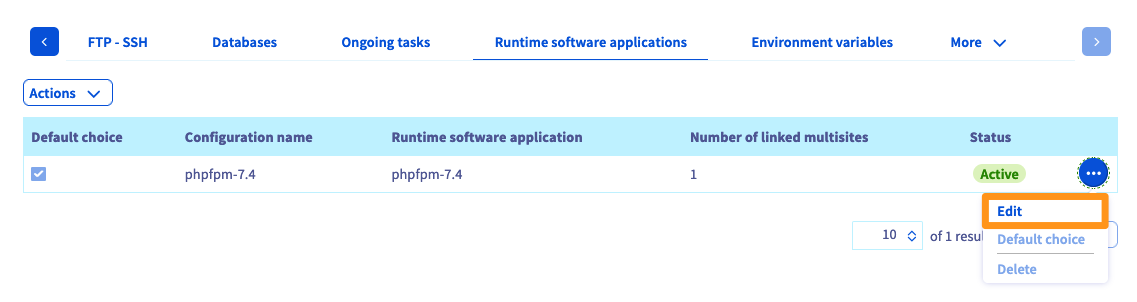 FTP - SSH Databases Ongoing tasks Runtime software applications Environment variables More
Actions
Default choice Configuration name Runtime software application Number of linked multisites Status
phpfpm-7.4 phpfpm-7.4 1 Active
Edit
10 of 1
Default choice
Delete